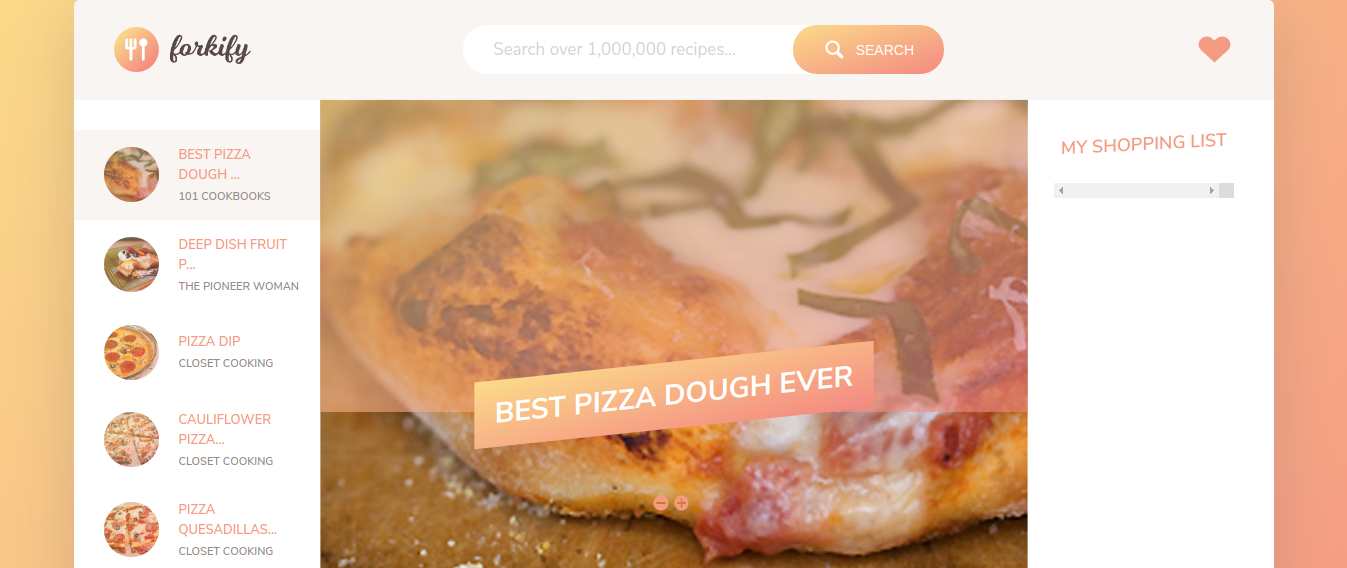 forkify
Search over 1,000,000 recipes...
SEARCH
BEST PIZZA
DOUGH ...
101 COOKBOOKS
DEEP DISH FRUIT
P...
THE PIONEER WOMAN
PIZZA DIP
CLOSET COOKING
CAULIFLOWER
PIZZA...
CLOSET COOKING
PIZZA
QUESADILLAS...
CLOSET COOKING
BEST PIZZA DOUGH EVER
MY SHOPPING LIST